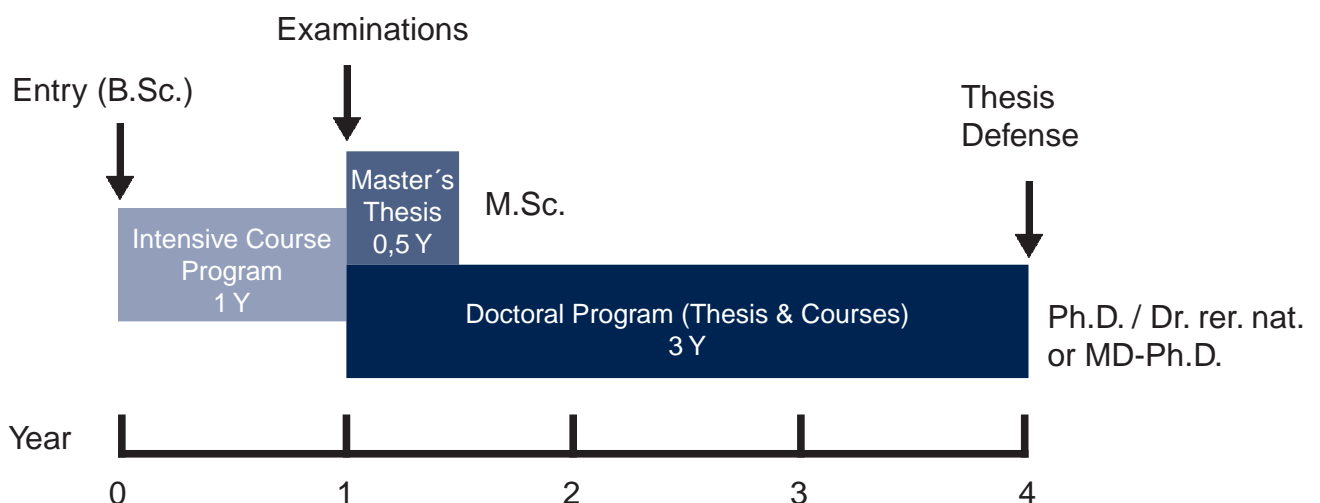 Examinations
Entry (B.Sc.)
Thesis
Defense
Master´s
Thesis
0,5 Y
M.Sc.
Intensive Course
Program
1 Y
Doctoral Program (Thesis & Courses)
3 Y
Ph.D. / Dr. rer. nat.
or MD-Ph.D.
Year
0 1 2 3 4